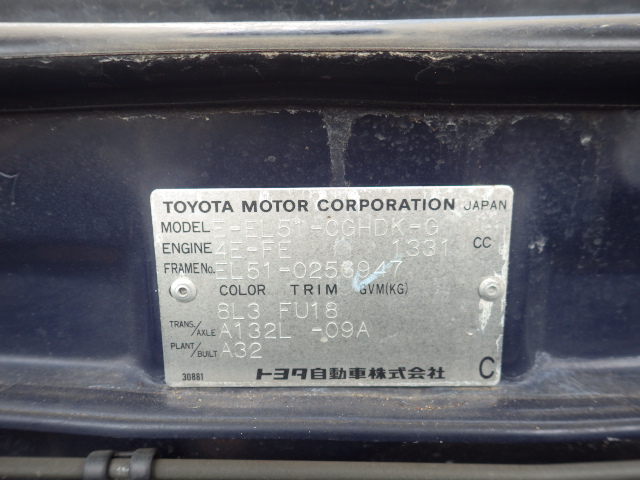 TOYOTA MOTOR CORPORATION JAPAN
MODEL E-EL51-CGHDK-G
ENGINE 4E-FE 1331 CC
FRAME No. EL51-0256947
C COLOR TRIM GVM(KG)
8L3 FU18
TRANS./AXLE A132L -09A
PLANT/BUILT A32
30881 トヨタ自動車株式会社 C